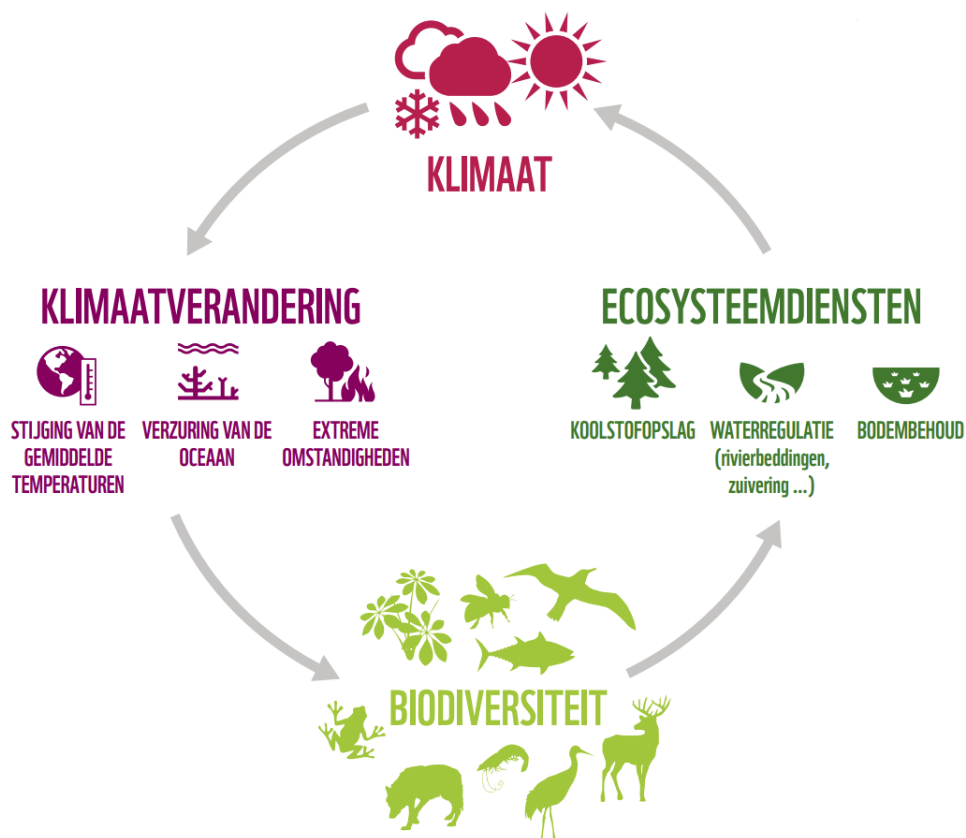 KLIMAAT
KLIMAATVERANDERING
STIJGING VAN DE
GEMIDDELDE
TEMPERATUREN
VERZURING VAN DE
OCEAAN
EXTREME
OMSTANDIGHEDEN
ECOSYSTEEMDIENSTEN
KOOLSTOFOPSLAG
WATERREGULATIE
(rivierbeddingen,
zuivering ...)
BODEMBEHOUD
BIODIVERSITEIT